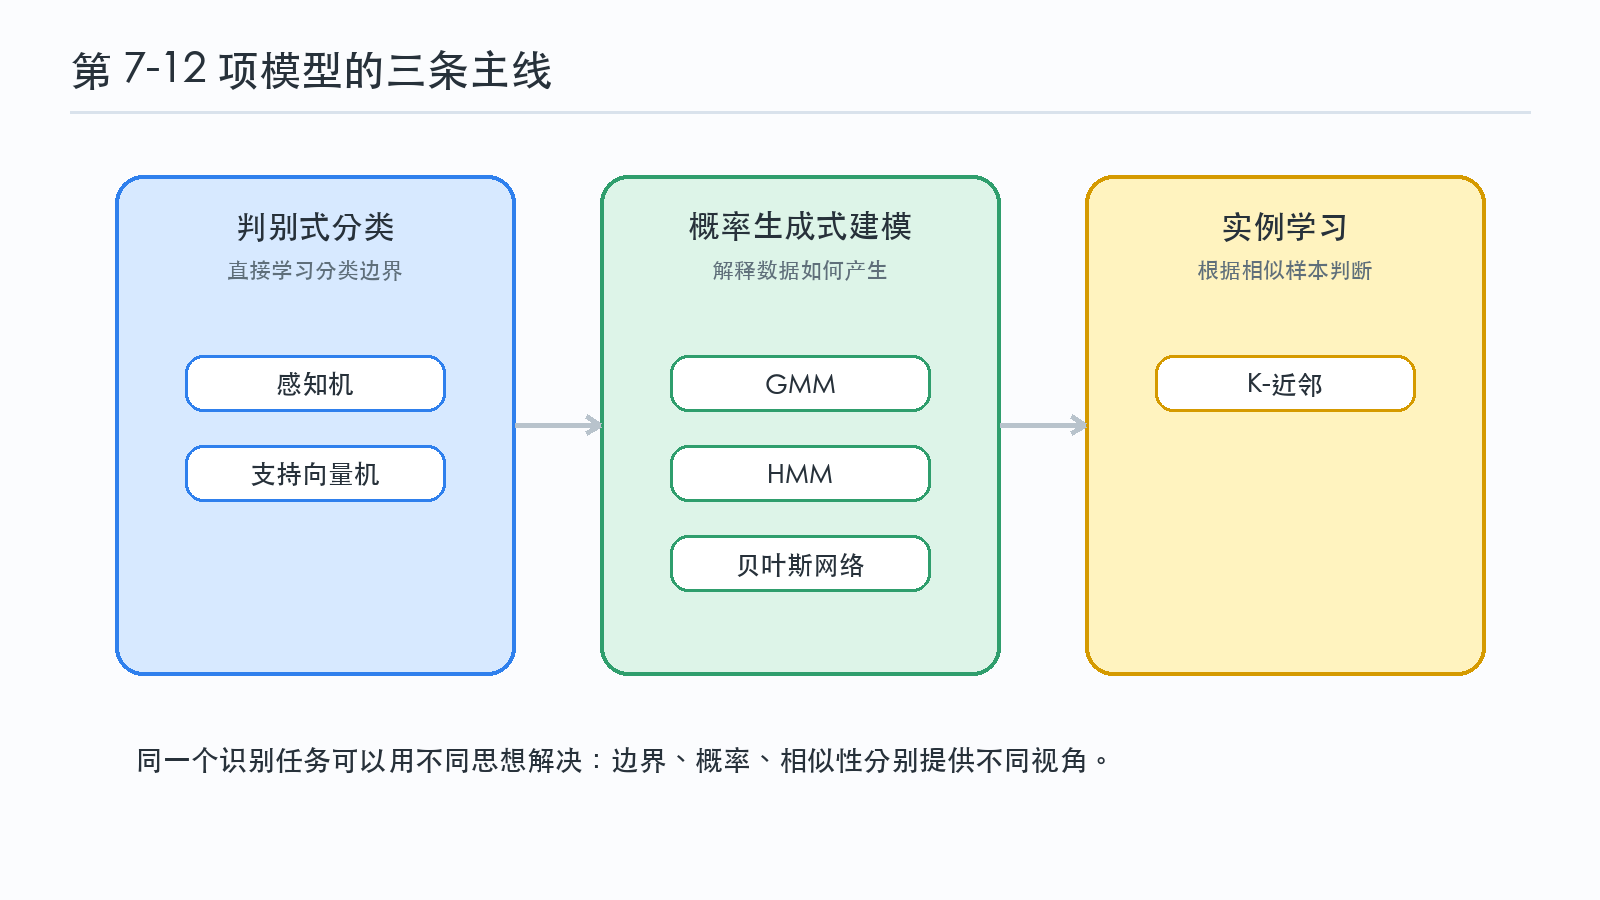 第 7-12 项模型的三条主线
判别式分类
直接学习分类边界
感知机
支持向量机
概率生成式建模
解释数据如何产生
GMM
HMM
贝叶斯网络
实例学习
根据相似样本判断
K-近邻
同一个识别任务可以用不同思想解决：边界、概率、相似性分别提供不同视角。